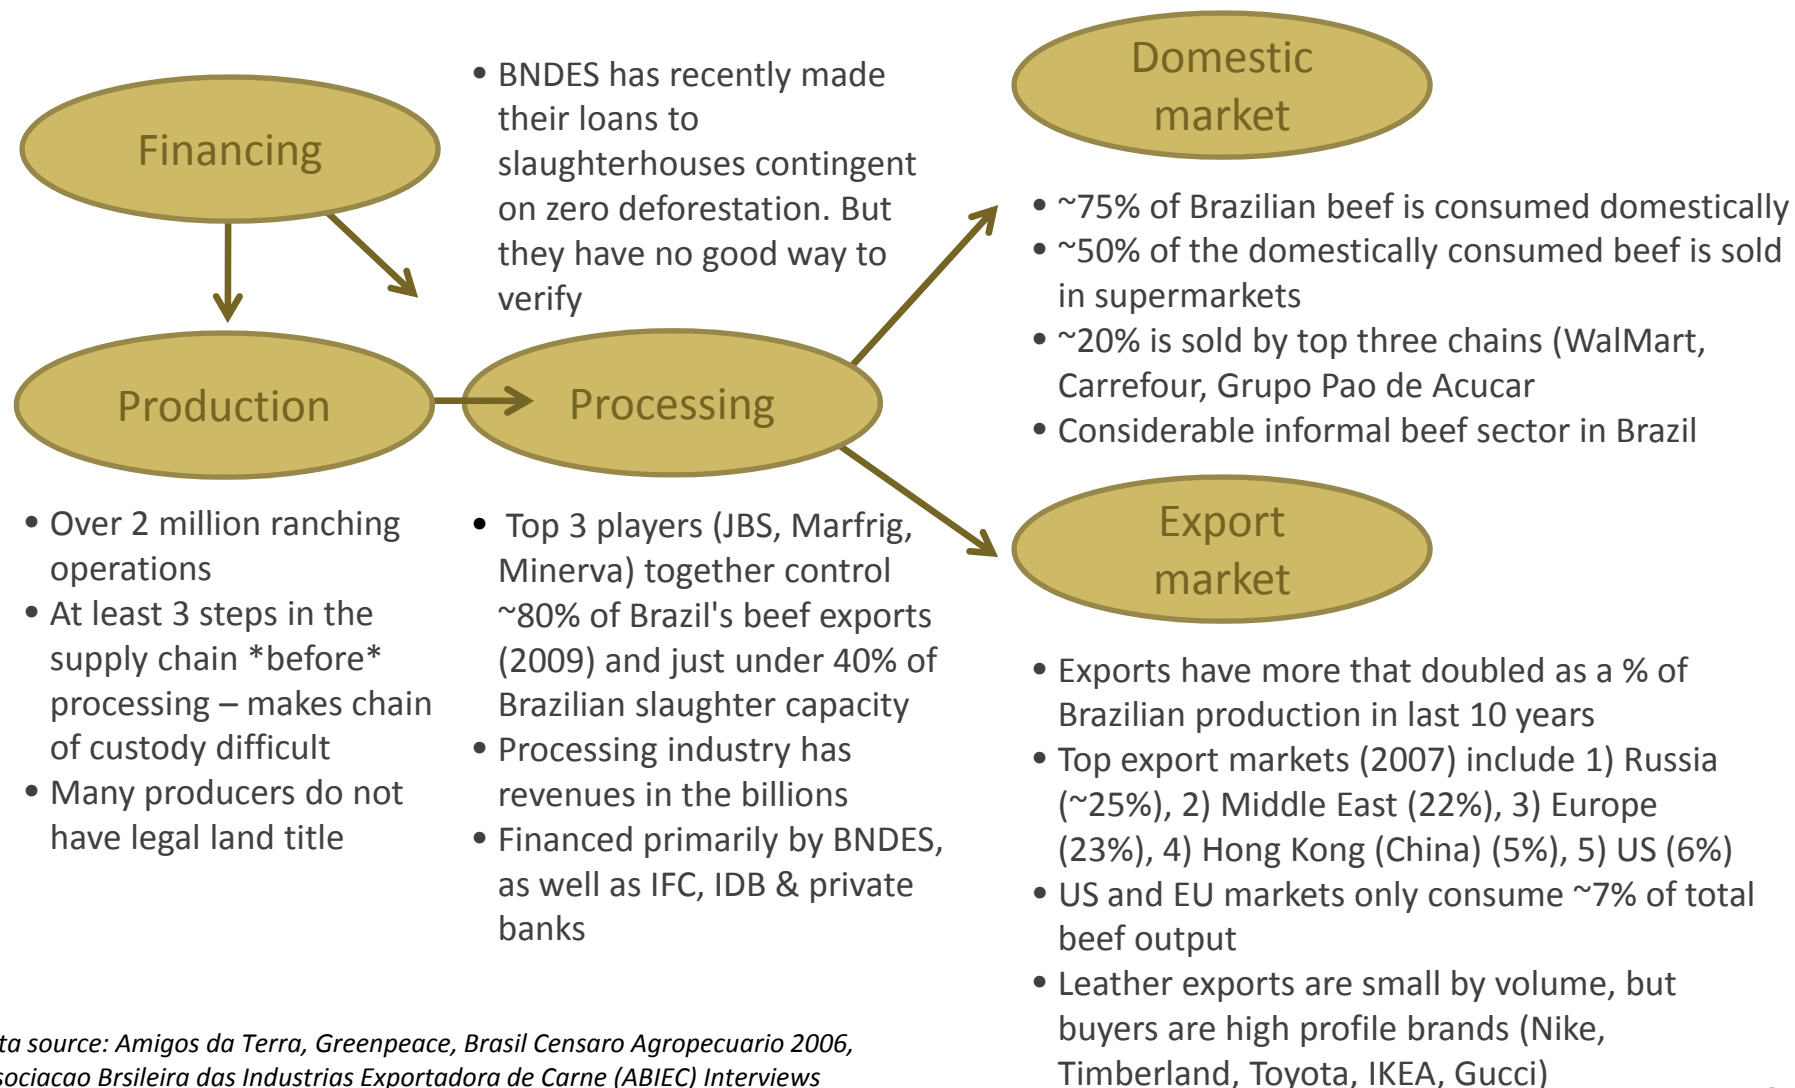 Financing
• BNDES has recently made
their loans to
slaughterhouses contingent
on zero deforestation. But
they have no good way to
verify
Domestic
market
• ~75% of Brazilian beef is consumed domestically
• ~50% of the domestically consumed beef is sold
in supermarkets
• ~20% is sold by top three chains (WalMart,
Carrefour, Grupo Pao de Acucar
• Considerable informal beef sector in Brazil
Production
Processing
• Over 2 million ranching
operations
• At least 3 steps in the
supply chain *before*
processing – makes chain
of custody difficult
• Many producers do not
have legal land title
• Top 3 players (JBS, Marfrig,
Minerva) together control
~80% of Brazil's beef exports
(2009) and just under 40% of
Brazilian slaughter capacity
• Processing industry has
revenues in the billions
• Financed primarily by BNDES,
as well as IFC, IDB & private
banks
Export
market
• Exports have more that doubled as a % of
Brazilian production in last 10 years
• Top export markets (2007) include 1) Russia
(~25%), 2) Middle East (22%), 3) Europe
(23%), 4) Hong Kong (China) (5%), 5) US (6%)
• US and EU markets only consume ~7% of total
beef output
• Leather exports are small by volume, but
buyers are high profile brands (Nike,
Timberland, Toyota, IKEA, Gucci)
ta source: Amigos da Terra, Greenpeace, Brasil Censaro Agropecuario 2006,
sociacao Brsileira das Industrias Exportadora de Carne (ABIEC) Interviews